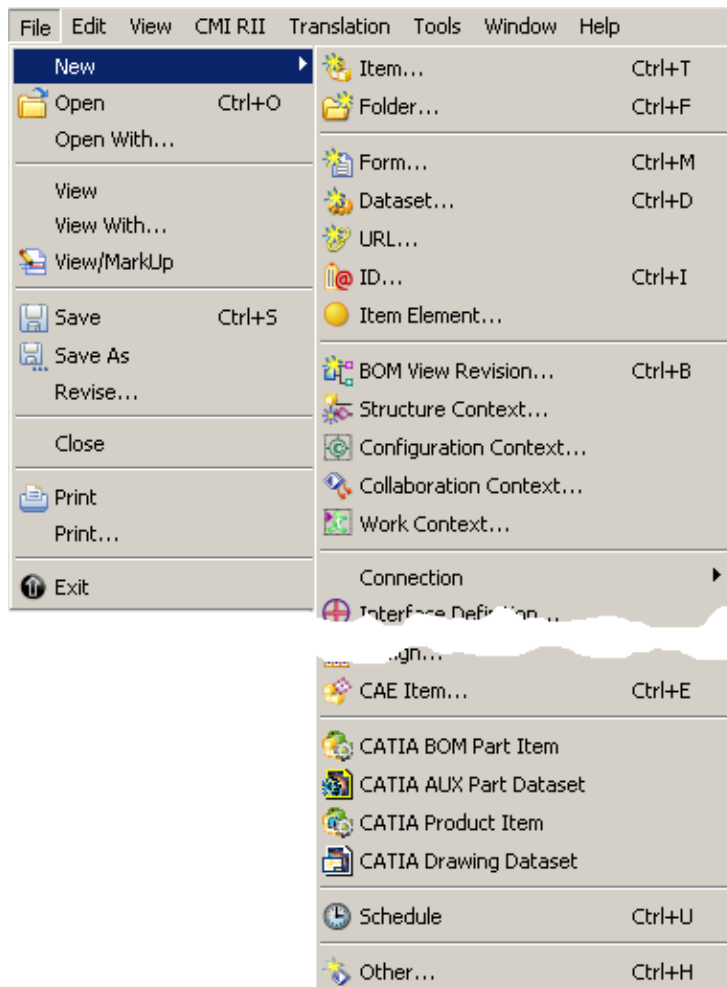 File Edit View CMI RII Translation Tools Window Help
New
Open Ctrl+O
Open With...
View
View With...
View/MarkUp
Save Ctrl+S
Save As
Revise...
Close
Print
Print...
Exit
Item... Ctrl+T
Folder... Ctrl+F
Form... Ctrl+M
Dataset... Ctrl+D
URL...
ID... Ctrl+I
Item Element...
BOM View Revision... Ctrl+B
Structure Context...
Configuration Context...
Collaboration Context...
Work Context...
Connection
Interface Definition...
CAE Item... Ctrl+E
CATIA BOM Part Item
CATIA AUX Part Dataset
CATIA Product Item
CATIA Drawing Dataset
Schedule Ctrl+U
Other... Ctrl+H